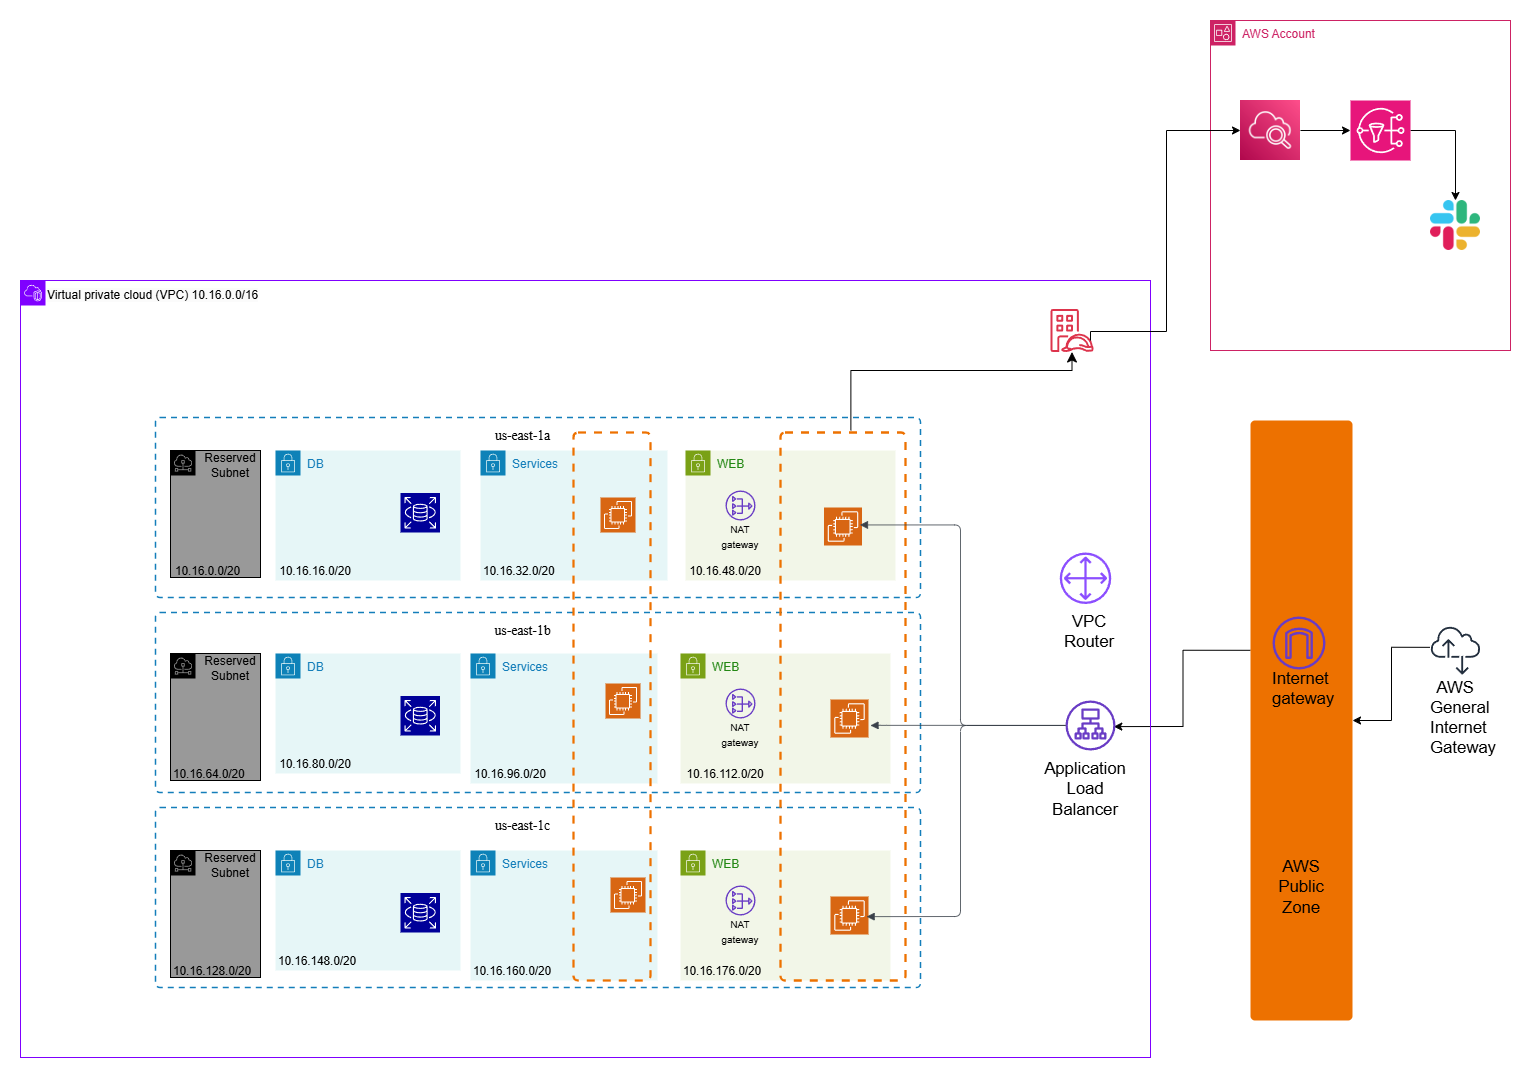 AWS Account
Virtual private cloud (VPC) 10.16.0.0/16
us-east-1a
Reserved
Subnet
10.16.0.0/20
DB
10.16.16.0/20
Services
10.16.32.0/20
WEB
NAT
gateway
10.16.48.0/20
us-east-1b
Reserved
Subnet
10.16.64.0/20
DB
10.16.80.0/20
Services
10.16.96.0/20
WEB
NAT
gateway
10.16.112.0/20
us-east-1c
Reserved
Subnet
10.16.128.0/20
DB
10.16.148.0/20
Services
10.16.160.0/20
WEB
NAT
gateway
10.16.176.0/20
VPC
Router
Application
Load
Balancer
Internet
gateway
AWS
Public
Zone
AWS
General
Internet
Gateway